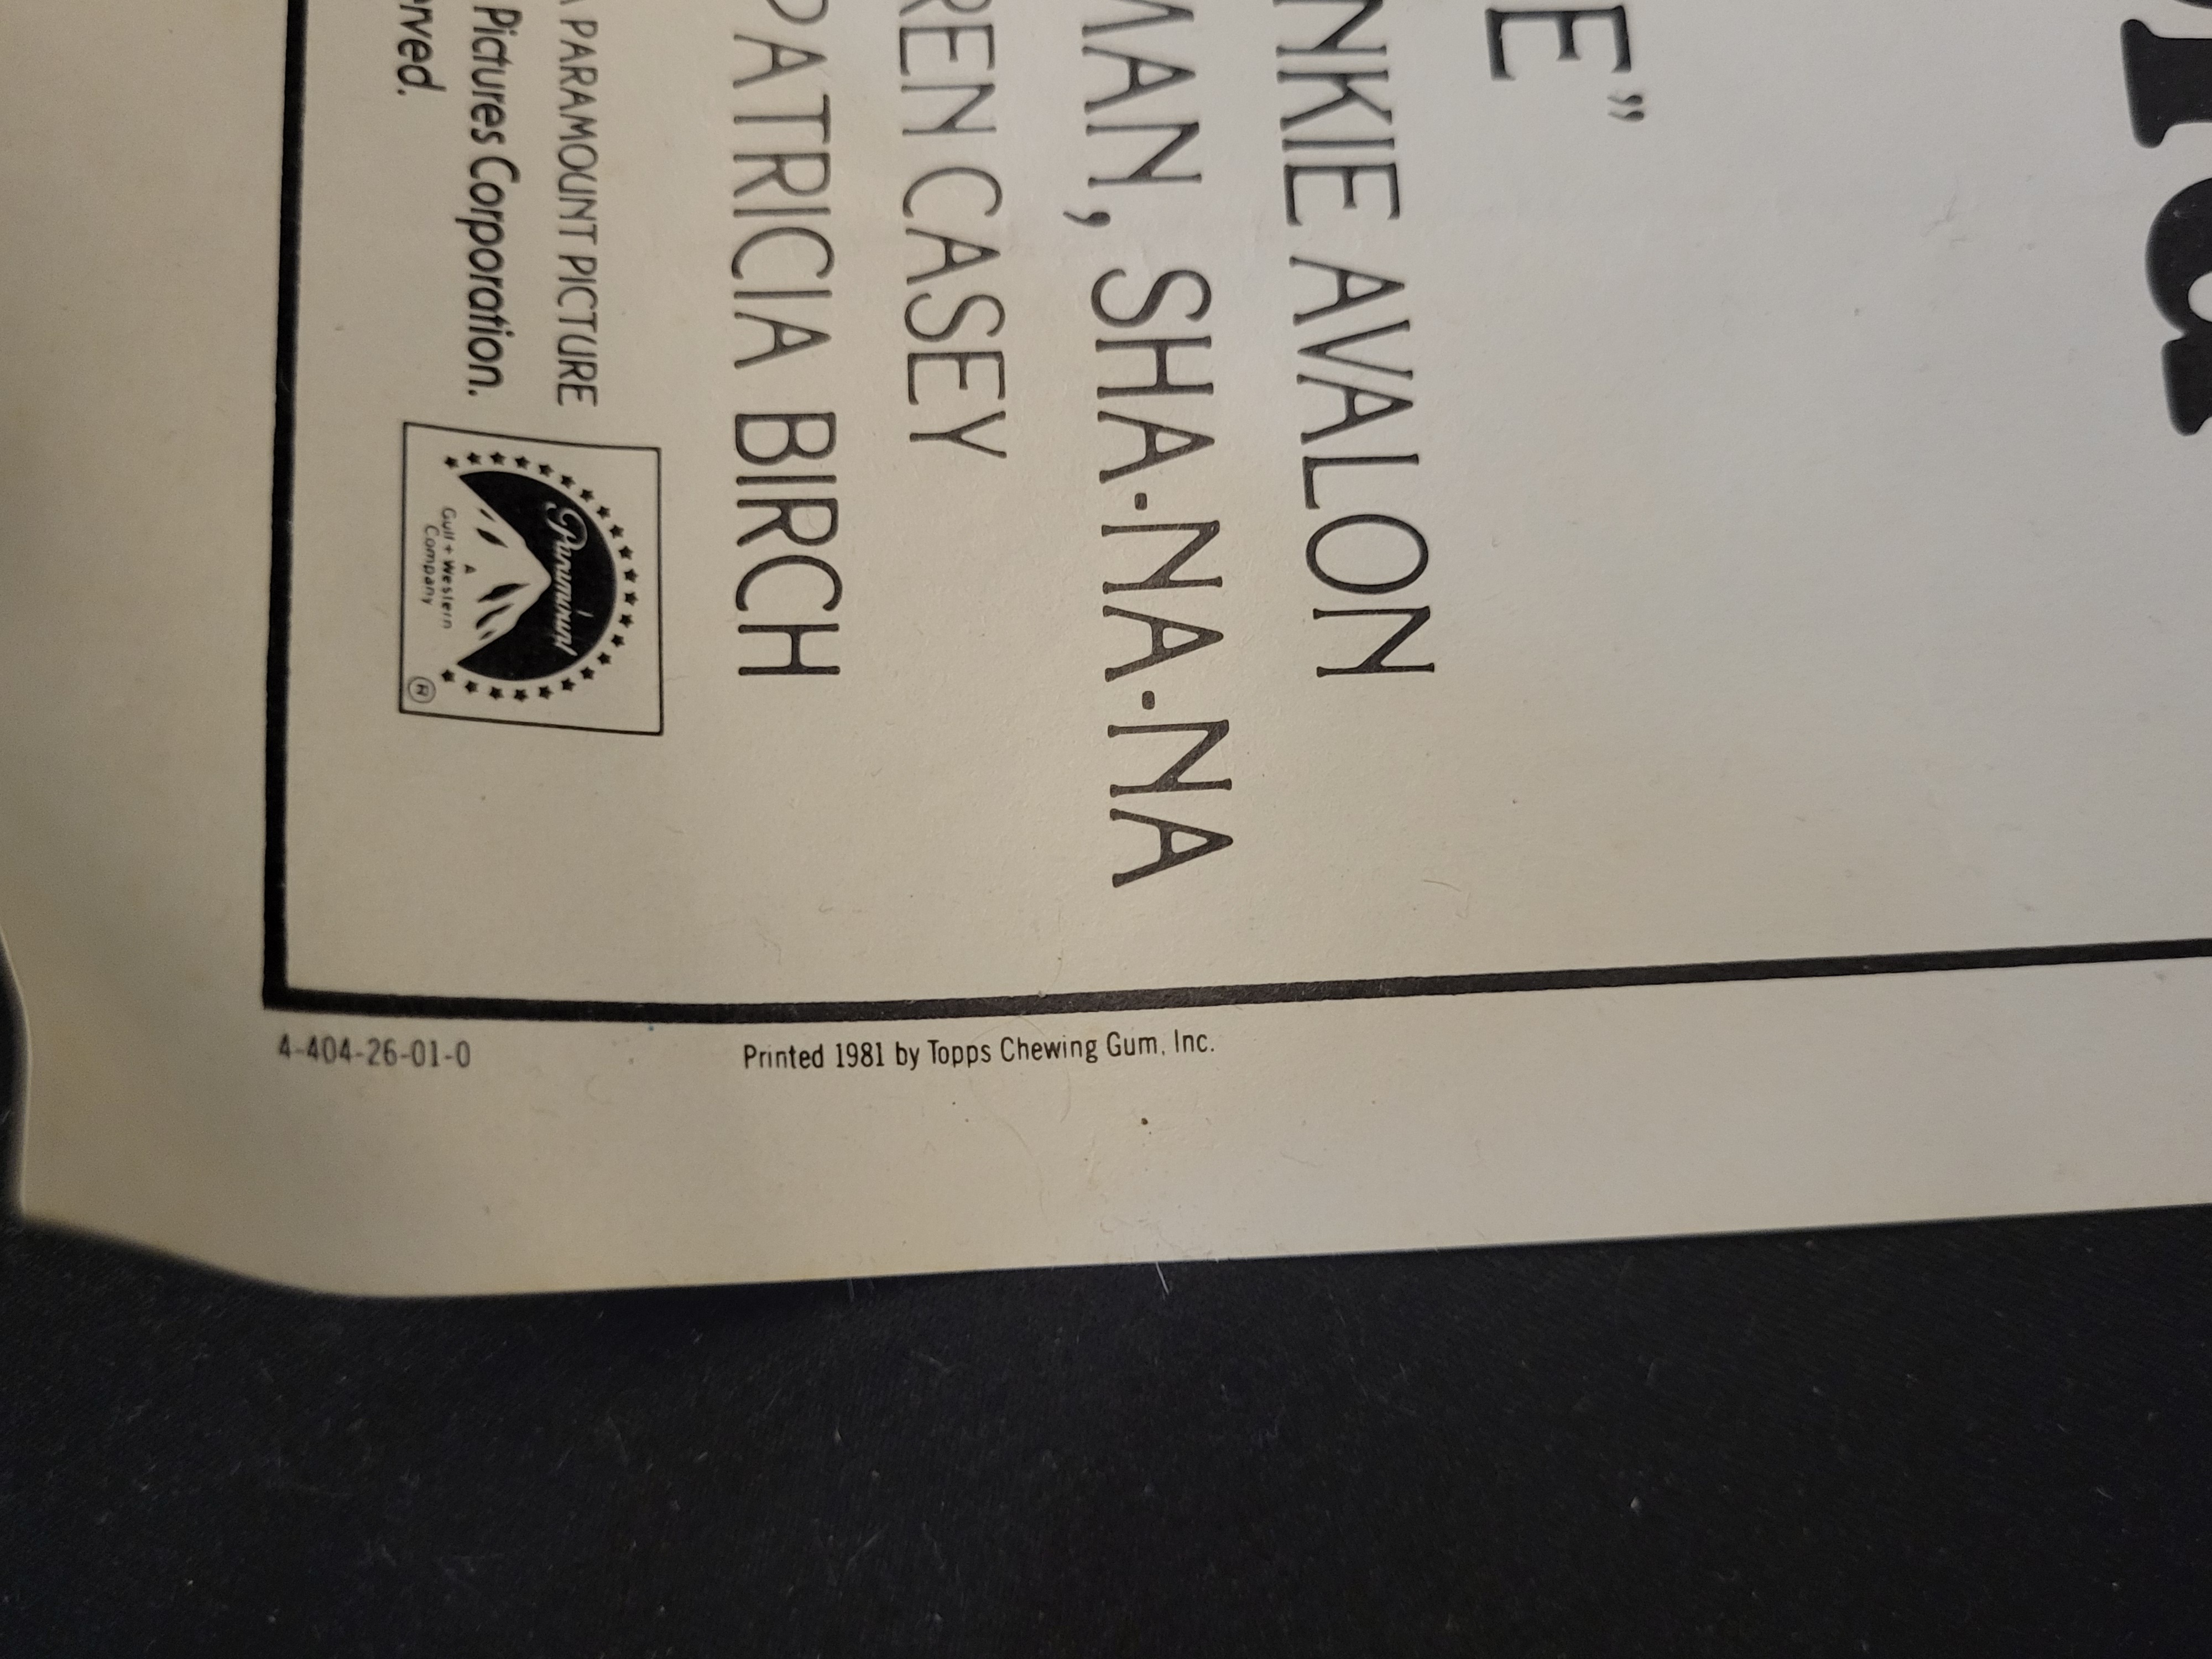 E”
NKIE AVALON
MAN, SHA·NA·NA
REN CASEY
PATRICIA BIRCH
A PARAMOUNT PICTURE
Pictures Corporation.
erved.
Paramount
A
Gulf + Western
Company
®
4-404-26-01-0
Printed 1981 by Topps Chewing Gum, Inc.